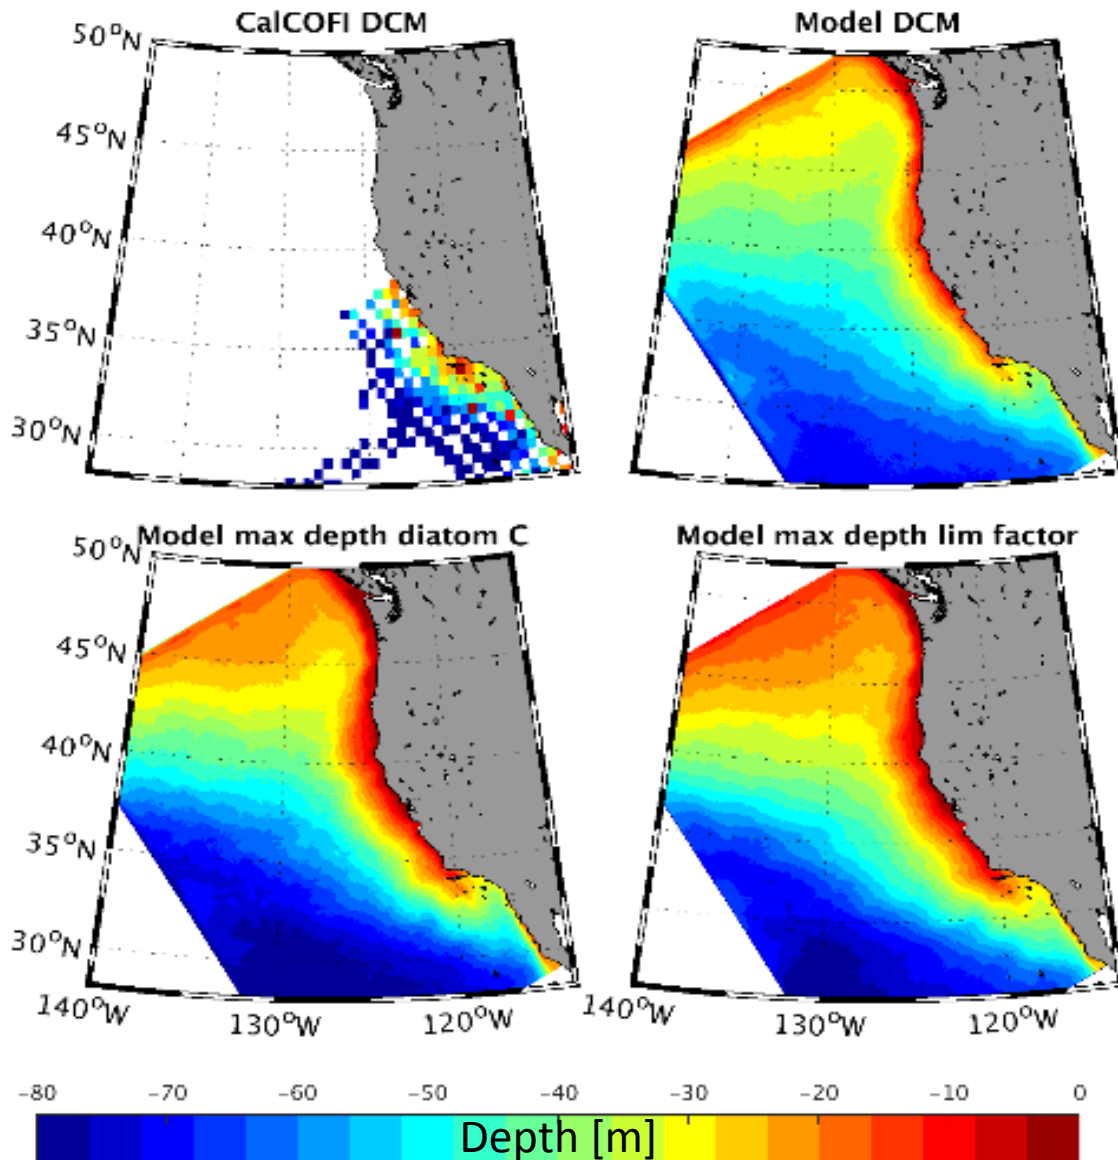 CalCOFI DCM
Model DCM
50°N
45°N
40°N
35°N
30°N
Model max depth diatom C
Model max depth lim factor
50°N
45°N
40°N
35°N
30°N
140°W
130°W
120°W
140°W
130°W
120°W
−80
−70
−60
−50
−40
−30
−20
−10
0
Depth [m]